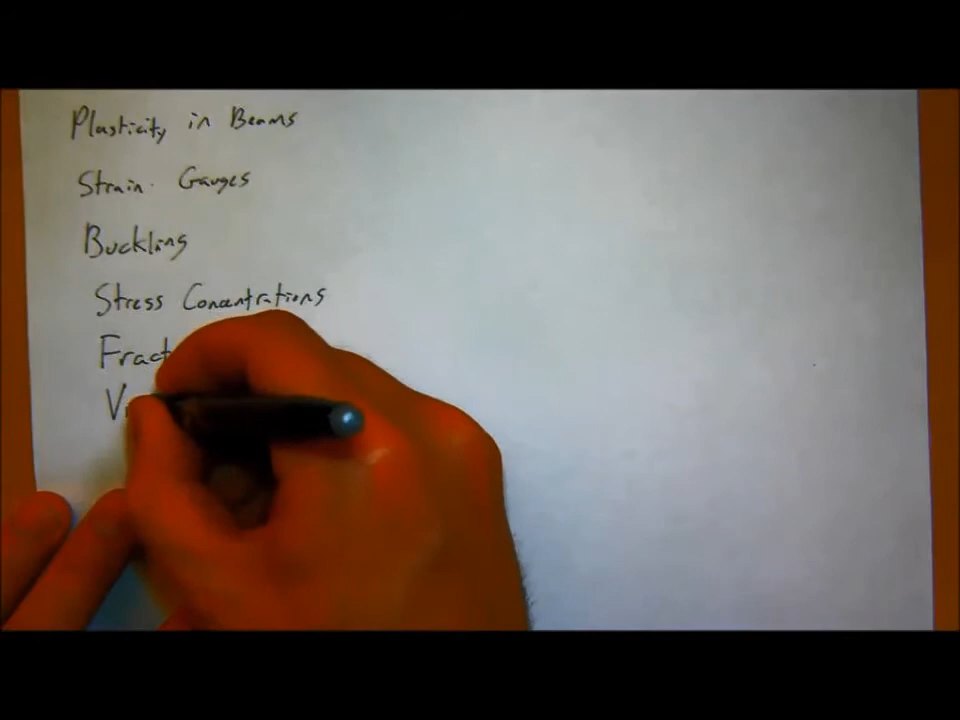 Plasticity in Beams
Strain Gauges
Buckling
Stress Concentrations